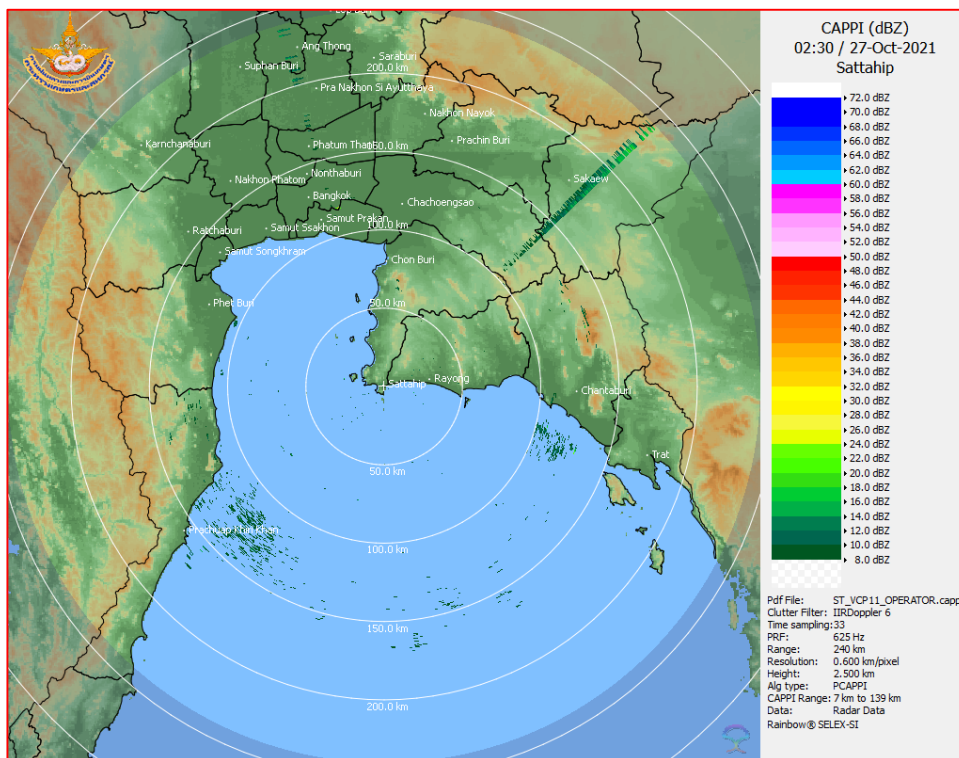 Ang Thong
Saraburi
Suphan Buri
200.0 km
Pra Nakhon Si Ayutthaya
Nakhon Nayok
Karnchanaburi
Phatum Thani
150.0 km
Prachin Buri
Nonthaburi
Nakhon Phatom
Sakaew
Bangkok
Chachoengsao
Samut Prakan
100.0 km
Ratchaburi
Samut Ssakhon
Samut Songkhram
Chon Buri
Phet Buri
50.0 km
Sattahip
Rayong
Chantaburi
Trat
50.0 km
Prachuap Khiri Khan
100.0 km
150.0 km
200.0 km
CAPPI (dBZ)
02:30 / 27-Oct-2021
Sattahip
72.0 dBZ
70.0 dBZ
68.0 dBZ
66.0 dBZ
64.0 dBZ
62.0 dBZ
60.0 dBZ
58.0 dBZ
56.0 dBZ
54.0 dBZ
52.0 dBZ
50.0 dBZ
48.0 dBZ
46.0 dBZ
44.0 dBZ
42.0 dBZ
40.0 dBZ
38.0 dBZ
36.0 dBZ
34.0 dBZ
32.0 dBZ
30.0 dBZ
28.0 dBZ
26.0 dBZ
24.0 dBZ
22.0 dBZ
20.0 dBZ
18.0 dBZ
16.0 dBZ
14.0 dBZ
12.0 dBZ
10.0 dBZ
8.0 dBZ
Pdf File: ST_VCP11_OPERATOR.capp
Clutter Filter: IIRDoppler 6
Time sampling:33
PRF: 625 Hz
Range: 240 km
Resolution: 0.600 km/pixel
Height: 2.500 km
Alg type: PCAPPI
CAPPI Range: 7 km to 139 km
Data: Radar Data
Rainbow® SELEX-SI